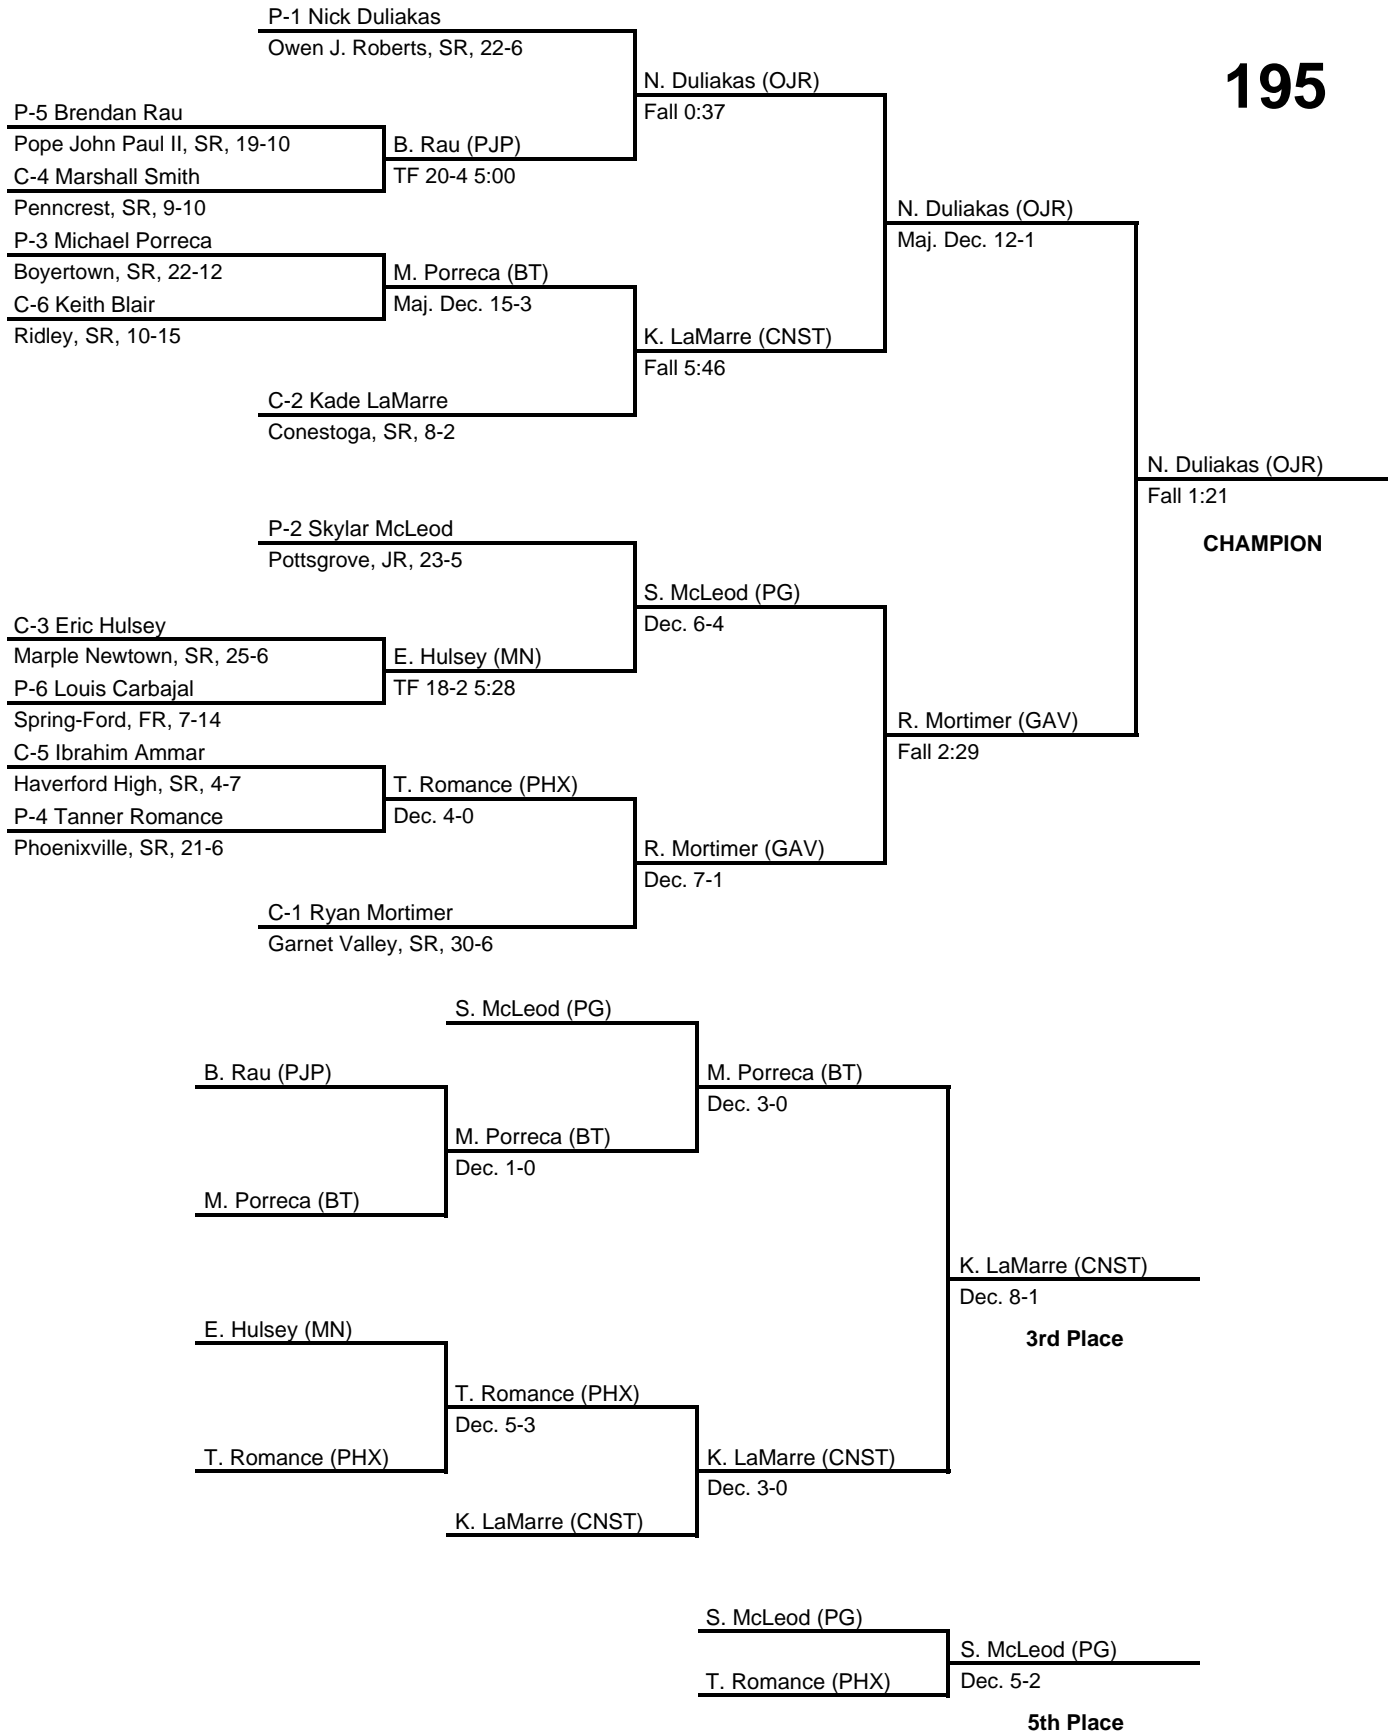 P-1 Nick Duliakas
Owen J. Roberts, SR, 22-6
195
N. Duliakas (OJR)
Fall 0:37
P-5 Brendan Rau
Pope John Paul II, SR, 19-10
B. Rau (PJP)
TF 20-4 5:00
C-4 Marshall Smith
Penncrest, SR, 9-10
N. Duliakas (OJR)
Maj. Dec. 12-1
P-3 Michael Porreca
Boyertown, SR, 22-12
M. Porreca (BT)
Maj. Dec. 15-3
C-6 Keith Blair
Ridley, SR, 10-15
K. LaMarre (CNST)
Fall 5:46
C-2 Kade LaMarre
Conestoga, SR, 8-2
N. Duliakas (OJR)
Fall 1:21
CHAMPION
P-2 Skylar McLeod
Pottsgrove, JR, 23-5
S. McLeod (PG)
Dec. 6-4
C-3 Eric Hulsey
Marple Newtown, SR, 25-6
E. Hulsey (MN)
TF 18-2 5:28
P-6 Louis Carbajal
Spring-Ford, FR, 7-14
R. Mortimer (GAV)
Fall 2:29
C-5 Ibrahim Ammar
Haverford High, SR, 4-7
T. Romance (PHX)
Dec. 4-0
P-4 Tanner Romance
Phoenixville, SR, 21-6
R. Mortimer (GAV)
Dec. 7-1
C-1 Ryan Mortimer
Garnet Valley, SR, 30-6
S. McLeod (PG)
B. Rau (PJP)
M. Porreca (BT)
Dec. 3-0
M. Porreca (BT)
Dec. 1-0
M. Porreca (BT)
K. LaMarre (CNST)
Dec. 8-1
3rd Place
E. Hulsey (MN)
T. Romance (PHX)
Dec. 5-3
T. Romance (PHX)
K. LaMarre (CNST)
Dec. 3-0
K. LaMarre (CNST)
S. McLeod (PG)
S. McLeod (PG)
Dec. 5-2
T. Romance (PHX)
5th Place